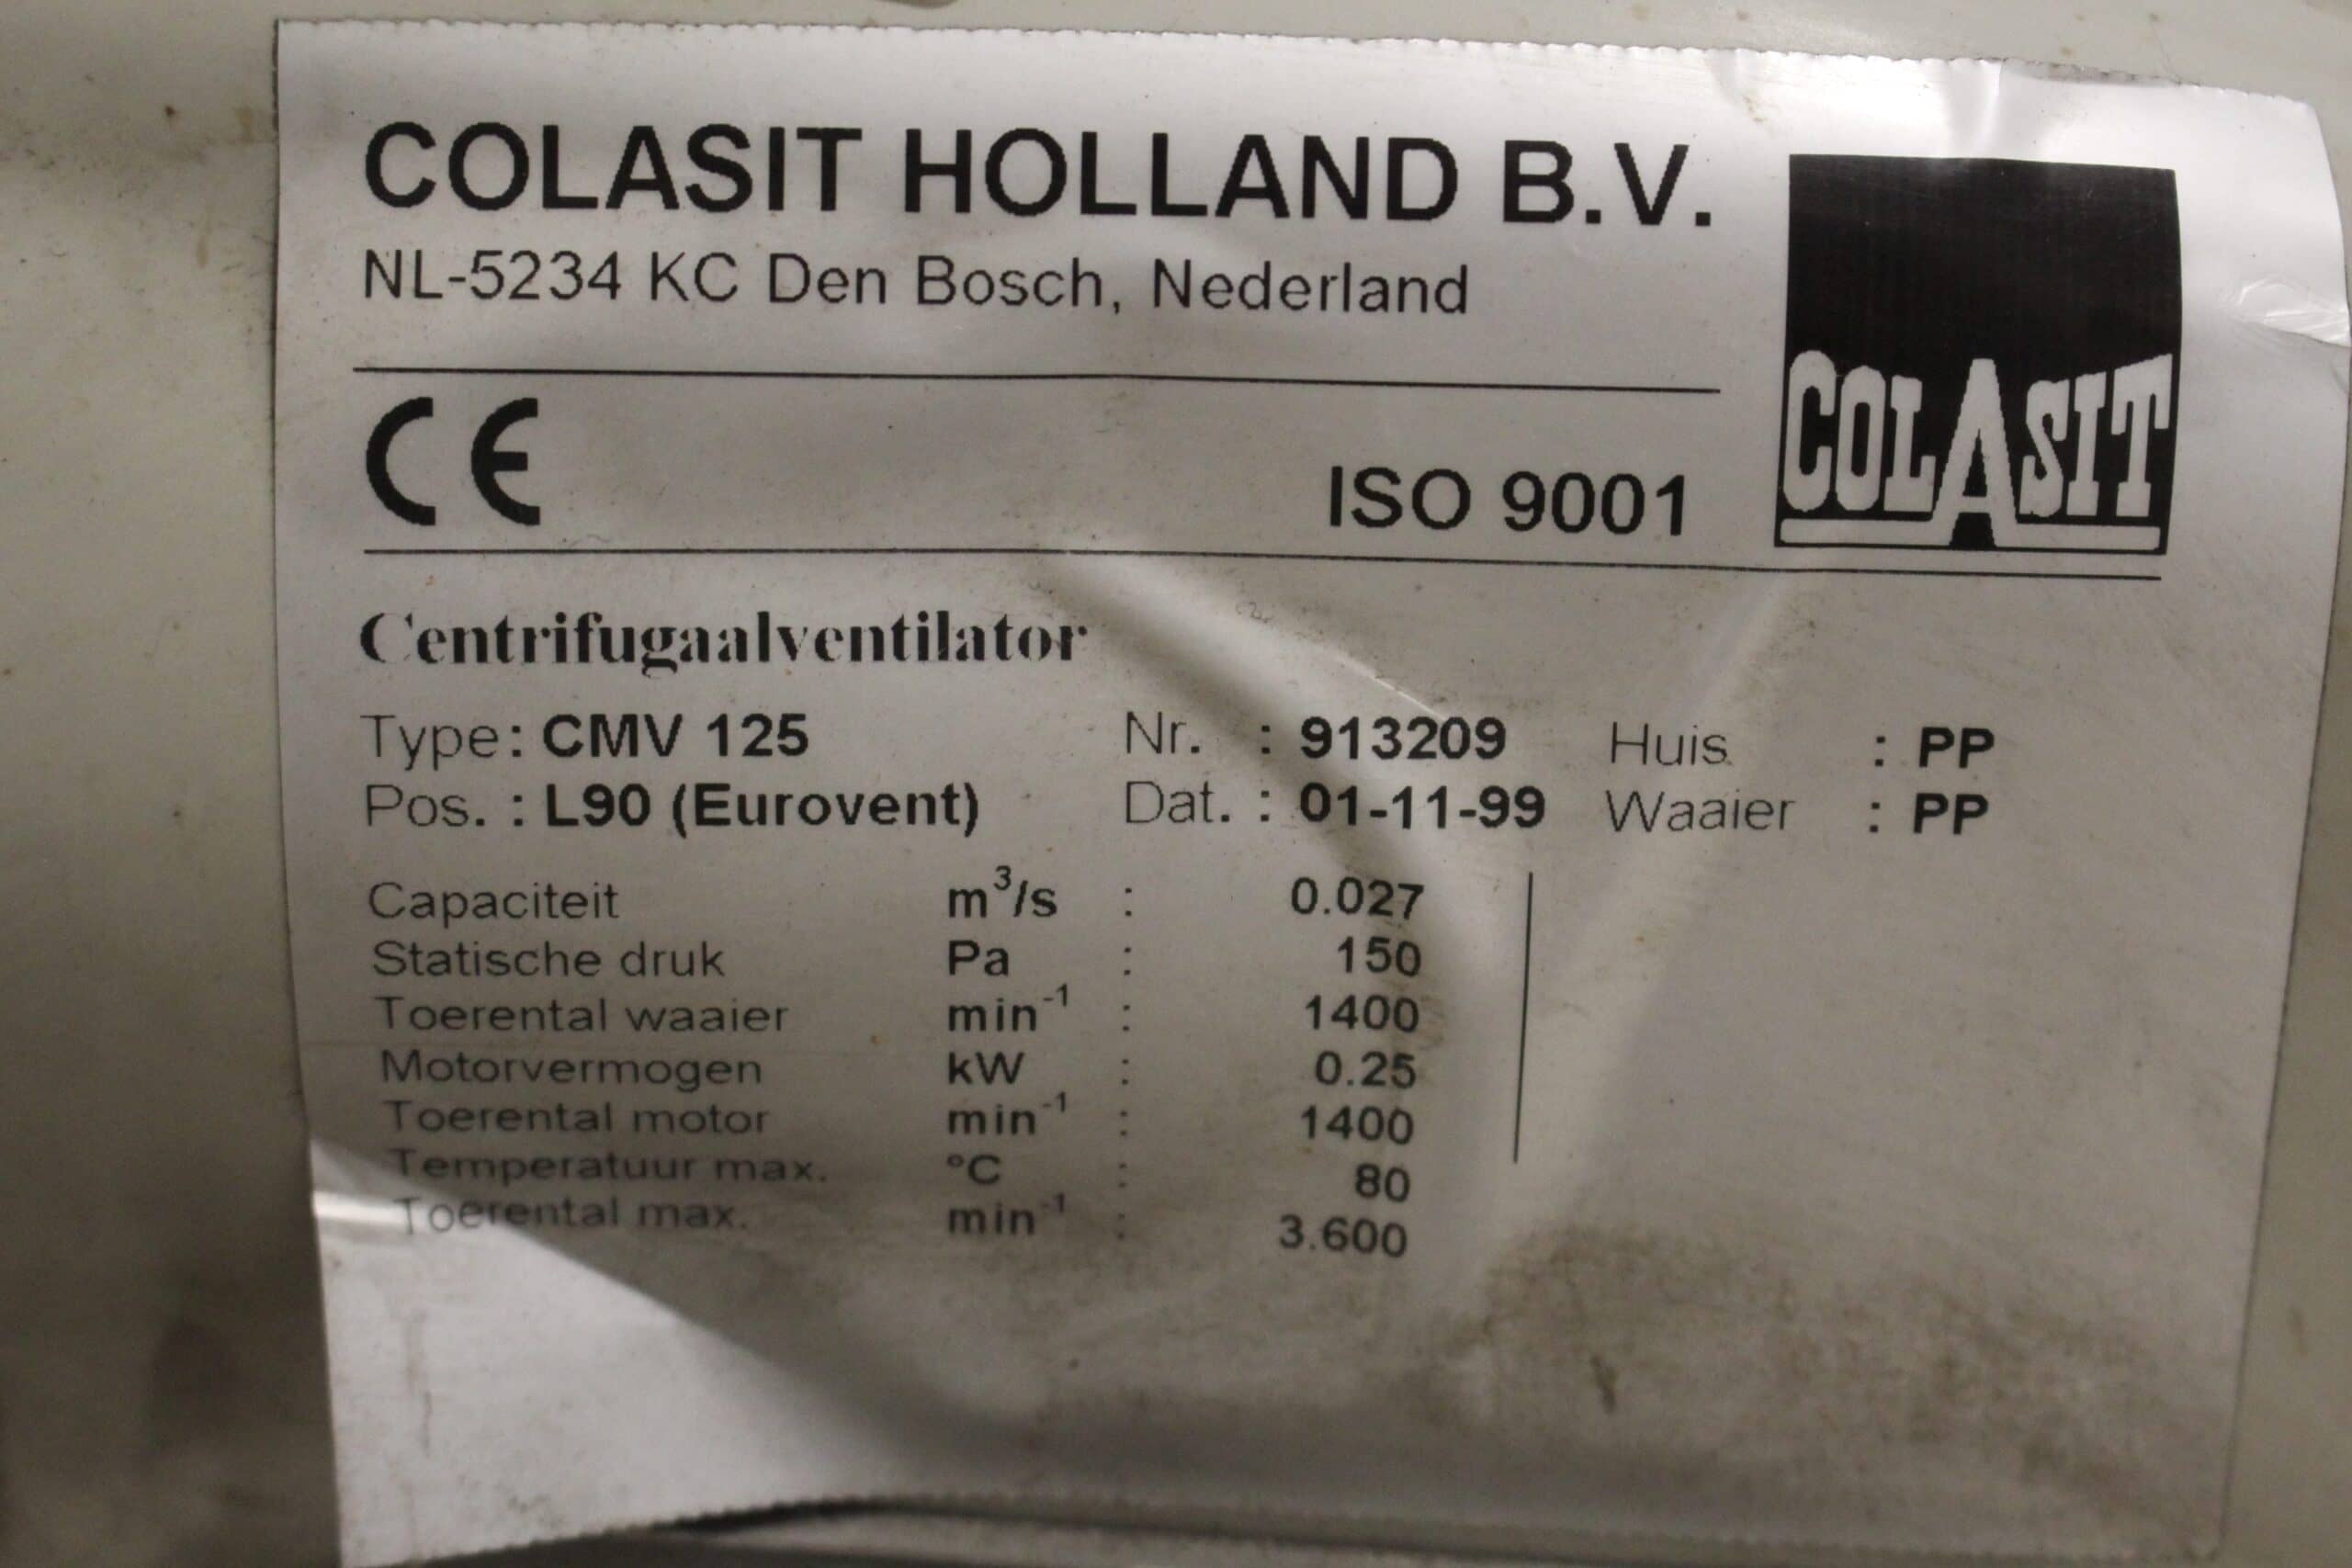 COLASIT HOLLAND B.V.
NL-5234 KC Den Bosch, Nederland
CE
ISO 9001
COLASIT
Centrifugaalventilator
Type: CMV 125 Nr. : 913209 Huis : PP
Pos. : L90 (Eurovent) Dat. : 01-11-99 Waaier : PP
Capaciteit m³/s : 0.027
Statische druk Pa : 150
Toerental waaier min⁻¹ : 1400
Motorvermogen kW : 0.25
Toerental motor min⁻¹ : 1400
Temperatuur max. °C : 80
Toerental max. min⁻¹ : 3.600